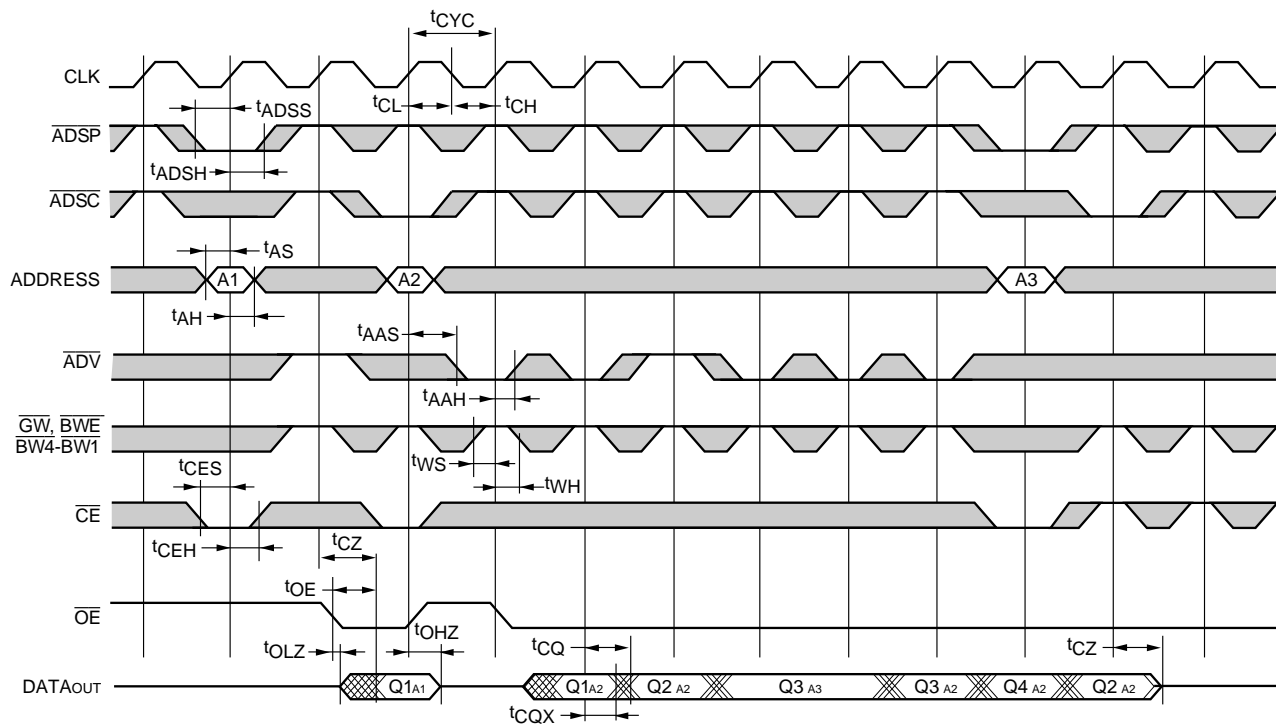 tCYC
CLK
tADSS
tCL
tCH
ADSP
tADSH
ADSC
tAS
ADDRESS
A1
A2
A3
tAH
tAAS
ADV
tAAH
GW, BWE
BW4-BW1
tCES
tWS
tWH
CE
tCEH
tCZ
tOE
OE
tOLZ
tOHZ
tCQ
tCZ
DATAOUT
Q1A1
Q1A2
Q2 A2
Q3 A3
Q3 A2
Q4 A2
Q2 A2
tCQX